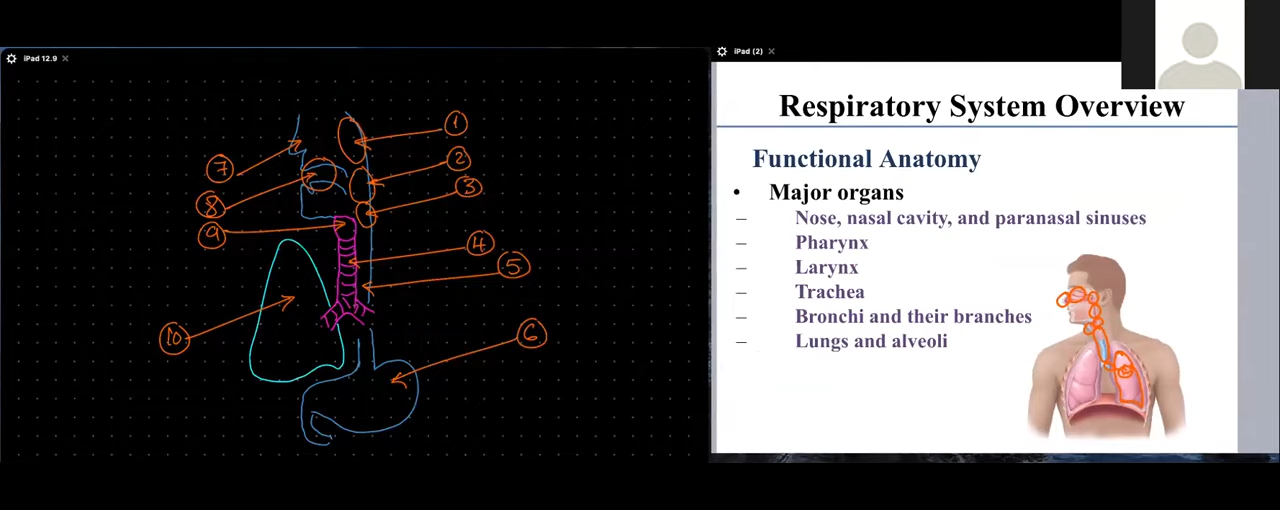 iPad 12.9
1
2
3
4
5
6
7
8
9
10
iPad (2)
Respiratory System Overview
Functional Anatomy
• Major organs
– Nose, nasal cavity, and paranasal sinuses
– Pharynx
– Larynx
– Trachea
– Bronchi and their branches
– Lungs and alveoli